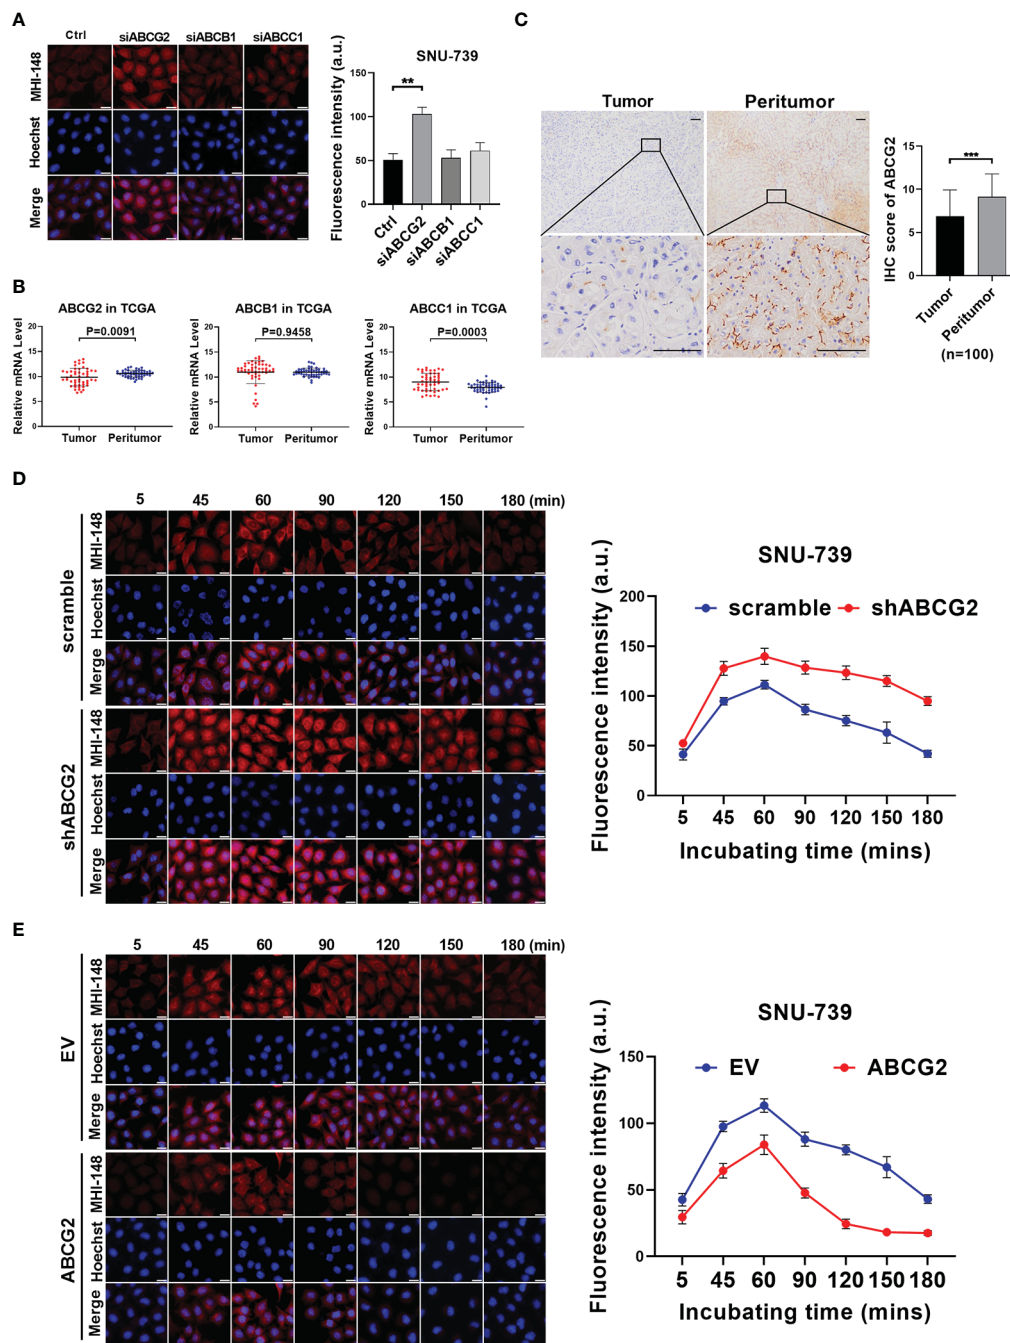 A
Ctrl siABCG2 siABCB1 siABCC1
MHI-148
Hoechst
Merge
SNU-739
Fluorescence intensity (a.u.)
150
100
50
0
**
Ctrl
siABCG2
siABCB1
siABCC1
B
ABCG2 in TCGA
P=0.0091
Relative mRNA Level
20
15
10
5
0
Tumor Peritumor
ABCB1 in TCGA
P=0.9458
Relative mRNA Level
20
15
10
5
0
Tumor Peritumor
ABCC1 in TCGA
P=0.0003
Relative mRNA Level
20
15
10
5
0
Tumor Peritumor
C
Tumor Peritumor
IHC score of ABCG2
15
10
5
0
***
Tumor
Peritumor
(n=100)
D
5 45 60 90 120 150 180 (min)
scramble
MHI-148
Hoechst
Merge
shABCG2
MHI-148
Hoechst
Merge
SNU-739
scramble shABCG2
Fluorescence intensity (a.u.)
200
150
100
50
0
5 45 60 90 120 150 180
Incubating time (mins)
E
5 45 60 90 120 150 180 (min)
EV
MHI-148
Hoechst
Merge
ABCG2
MHI-148
Hoechst
Merge
SNU-739
EV ABCG2
Fluorescence intensity (a.u.)
150
100
50
0
5 45 60 90 120 150 180
Incubating time (mins)